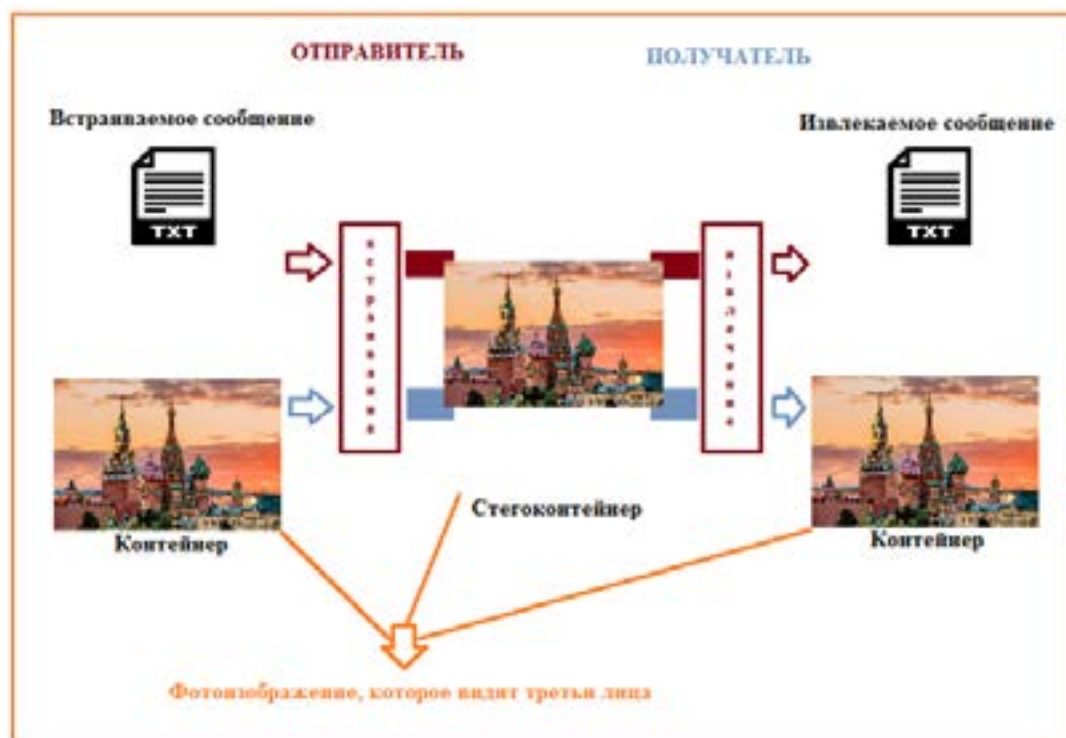 ОТПРАВИТЕЛЬ
ПОЛУЧАТЕЛЬ
Встраиваемое сообщение
Извлекаемое сообщение
TXT
TXT
встраивание
извлечение
Стегоконтейнер
Контейнер
Контейнер
Фотоизображение, которое видят третьи лица